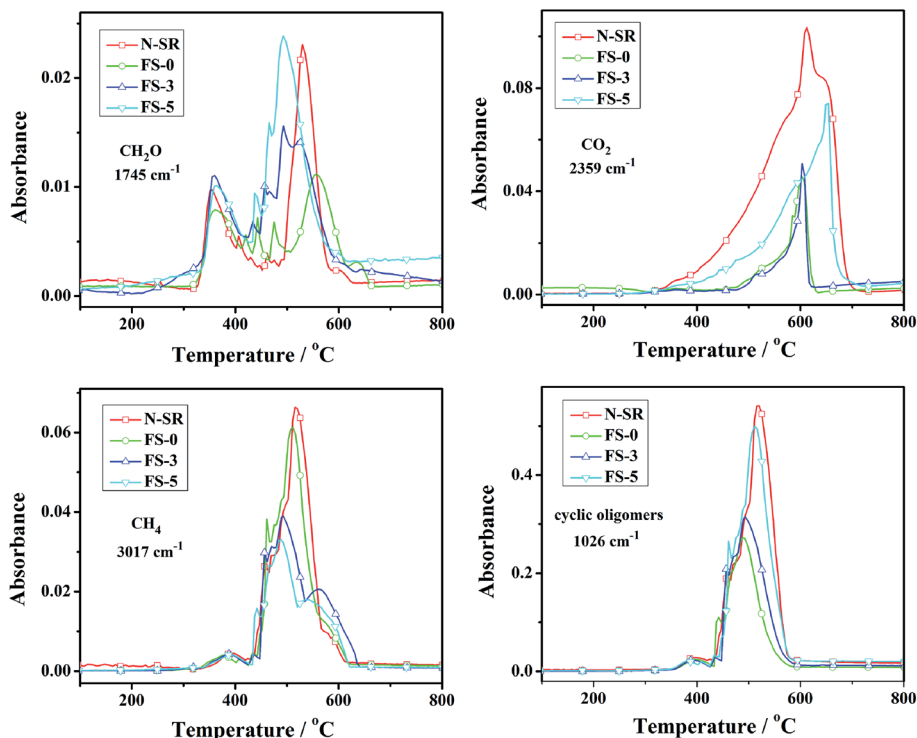 N-SR
FS-0
FS-3
FS-5
CH₂O
1745 cm⁻¹
Absorbance
0.02
0.01
0.00
200 400 600 800
Temperature / °C
N-SR
FS-0
FS-3
FS-5
CO₂
2359 cm⁻¹
Absorbance
0.08
0.04
0.00
200 400 600 800
Temperature / °C
N-SR
FS-0
FS-3
FS-5
CH₄
3017 cm⁻¹
Absorbance
0.06
0.04
0.02
0.00
200 400 600 800
Temperature / °C
N-SR
FS-0
FS-3
FS-5
cyclic oligomers
1026 cm⁻¹
Absorbance
0.4
0.2
0.0
200 400 600 800
Temperature / °C